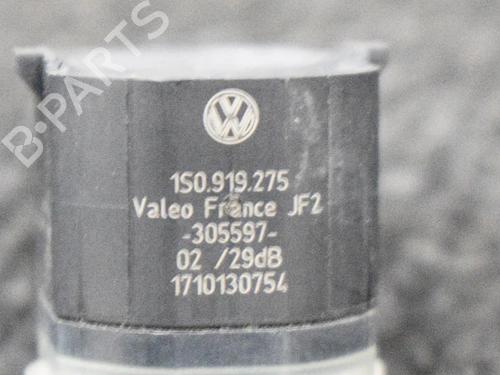 B-PARTS
1S0.919.275
Valeo France JF2
-305597-
02 /29dB
1710130754